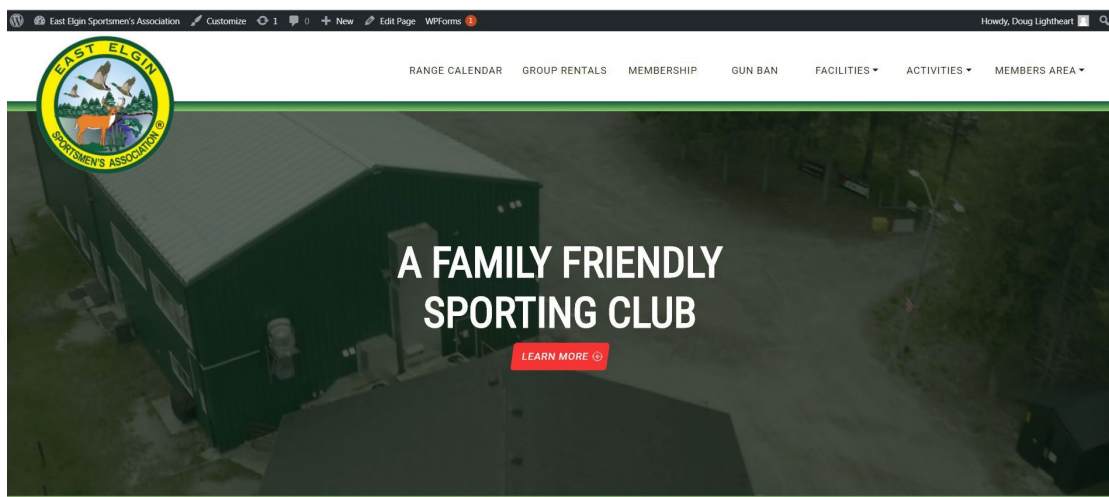 East Elgin Sportsmen's Association Customize 1 0 + New Edit Page WPForms 1 Howdy, Doug Lightheart
EAST ELGIN
SPORTSMEN'S ASSOCIATION ®
RANGE CALENDAR GROUP RENTALS MEMBERSHIP GUN BAN FACILITIES ACTIVITIES MEMBERS AREA
A FAMILY FRIENDLY
SPORTING CLUB
LEARN MORE